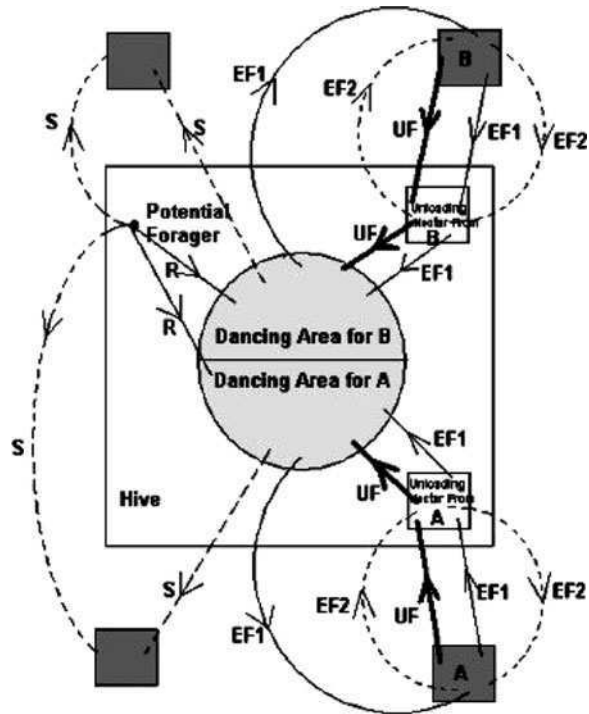 B
EF1
EF2
S
S
UF
EF1
EF2
Potential
Forager
Unloading
Nectar From
B
UF
EF1
R
R
Dancing Area for B
Dancing Area for A
S
EF1
Hive
UF
Unloading
Nectar From
A
S
EF1
EF2
UF
EF1
EF2
A